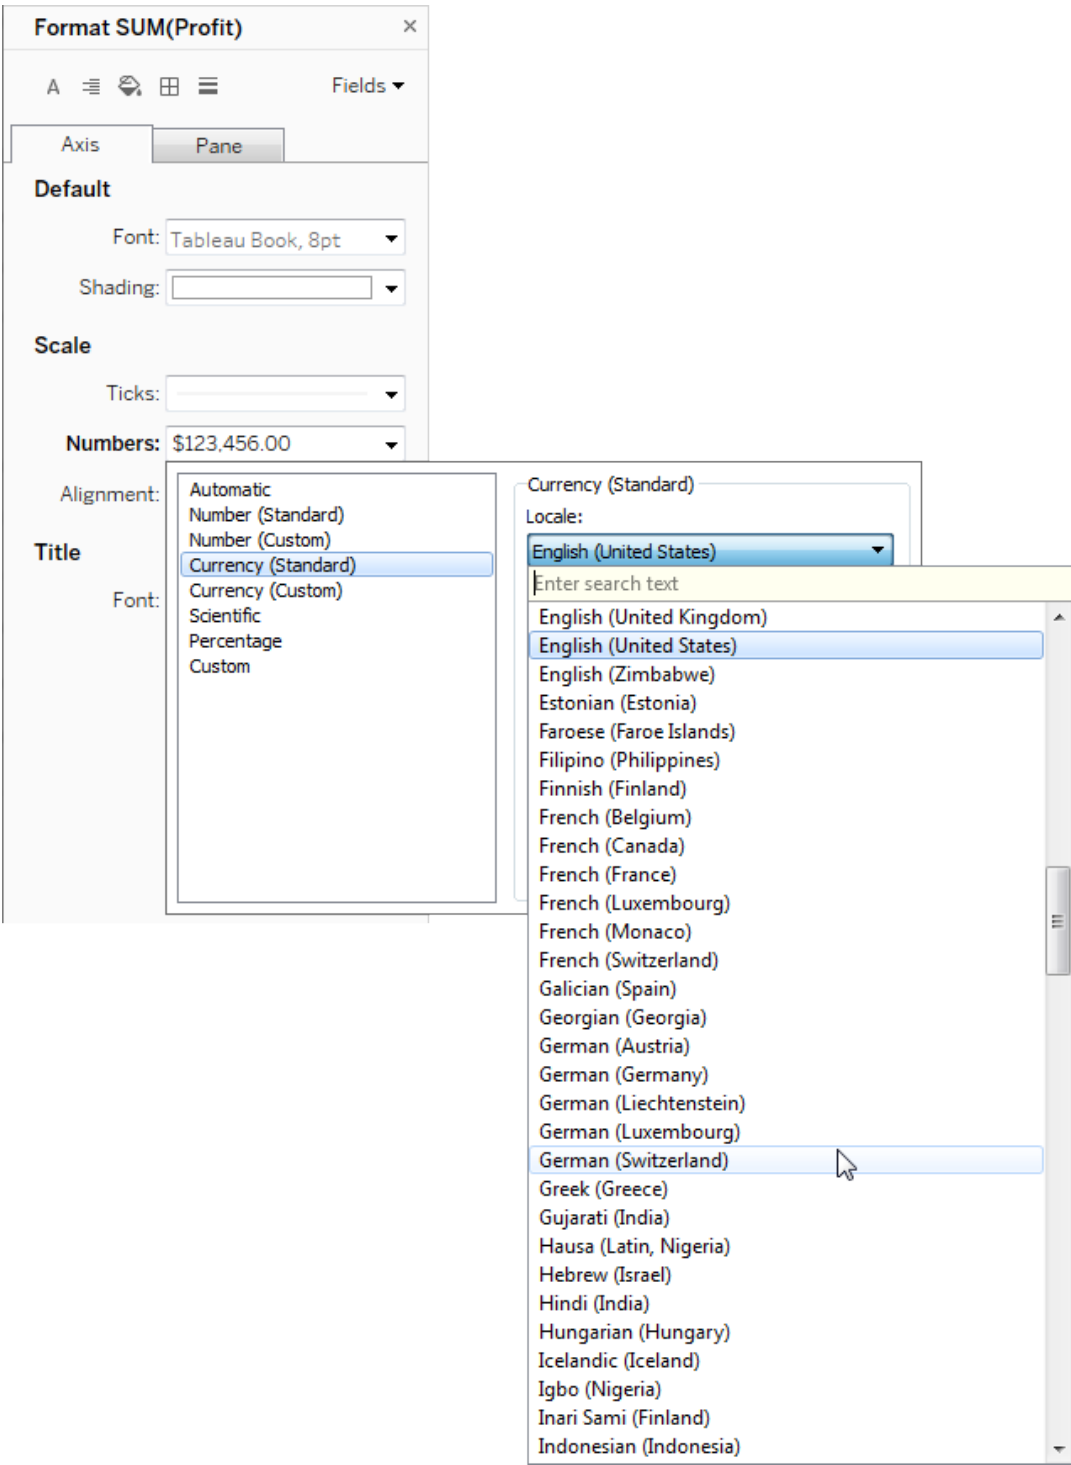 Format SUM(Profit)
A
Fields
Axis
Pane
Default
Font: Tableau Book, 8pt
Shading:
Scale
Ticks:
Numbers: $123,456.00
Alignment:
Title
Font:
Automatic
Number (Standard)
Number (Custom)
Currency (Standard)
Currency (Custom)
Scientific
Percentage
Custom
Currency (Standard)
Locale:
English (United States)
Enter search text
English (United Kingdom)
English (United States)
English (Zimbabwe)
Estonian (Estonia)
Faroese (Faroe Islands)
Filipino (Philippines)
Finnish (Finland)
French (Belgium)
French (Canada)
French (France)
French (Luxembourg)
French (Monaco)
French (Switzerland)
Galician (Spain)
Georgian (Georgia)
German (Austria)
German (Germany)
German (Liechtenstein)
German (Luxembourg)
German (Switzerland)
Greek (Greece)
Gujarati (India)
Hausa (Latin, Nigeria)
Hebrew (Israel)
Hindi (India)
Hungarian (Hungary)
Icelandic (Iceland)
Igbo (Nigeria)
Inari Sami (Finland)
Indonesian (Indonesia)